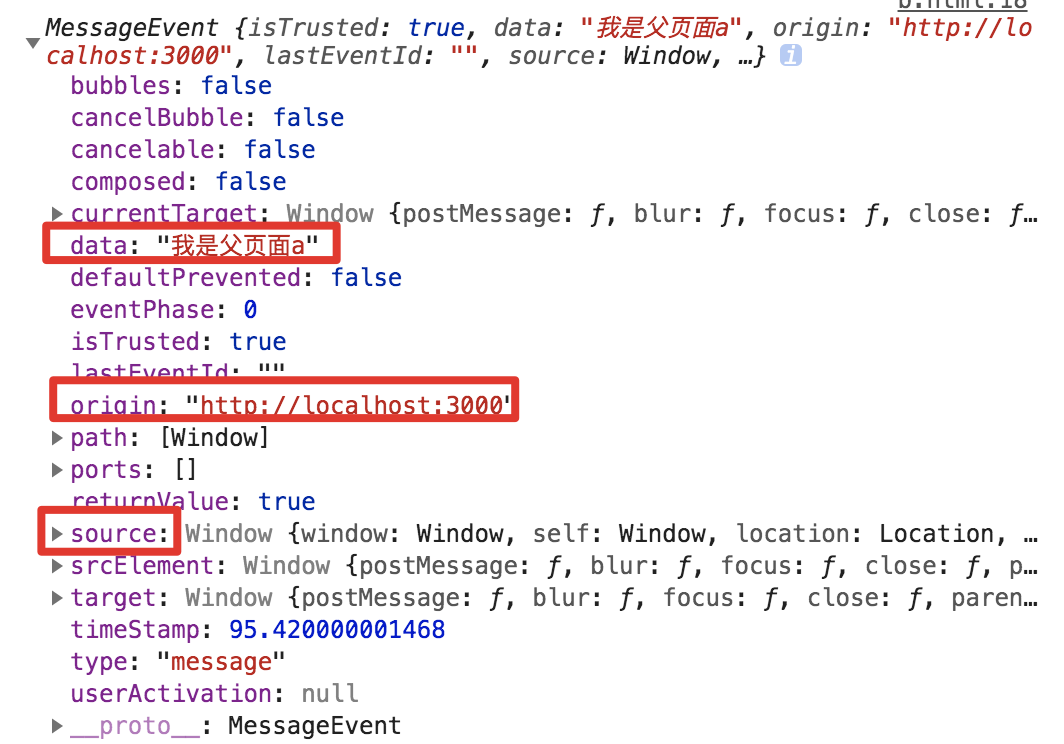 b.html:18
MessageEvent {isTrusted: true, data: "我是父页面a", origin: "http://lo
calhost:3000", lastEventId: "", source: Window, …} i
bubbles: false
cancelBubble: false
cancelable: false
composed: false
currentTarget: Window {postMessage: ƒ, blur: ƒ, focus: ƒ, close: ƒ…
data: "我是父页面a"
defaultPrevented: false
eventPhase: 0
isTrusted: true
lastEventId: ""
origin: "http://localhost:3000"
path: [Window]
ports: []
returnValue: true
source: Window {window: Window, self: Window, location: Location, …
srcElement: Window {postMessage: ƒ, blur: ƒ, focus: ƒ, close: ƒ, p…
target: Window {postMessage: ƒ, blur: ƒ, focus: ƒ, close: ƒ, paren…
timeStamp: 95.420000001468
type: "message"
userActivation: null
__proto__: MessageEvent